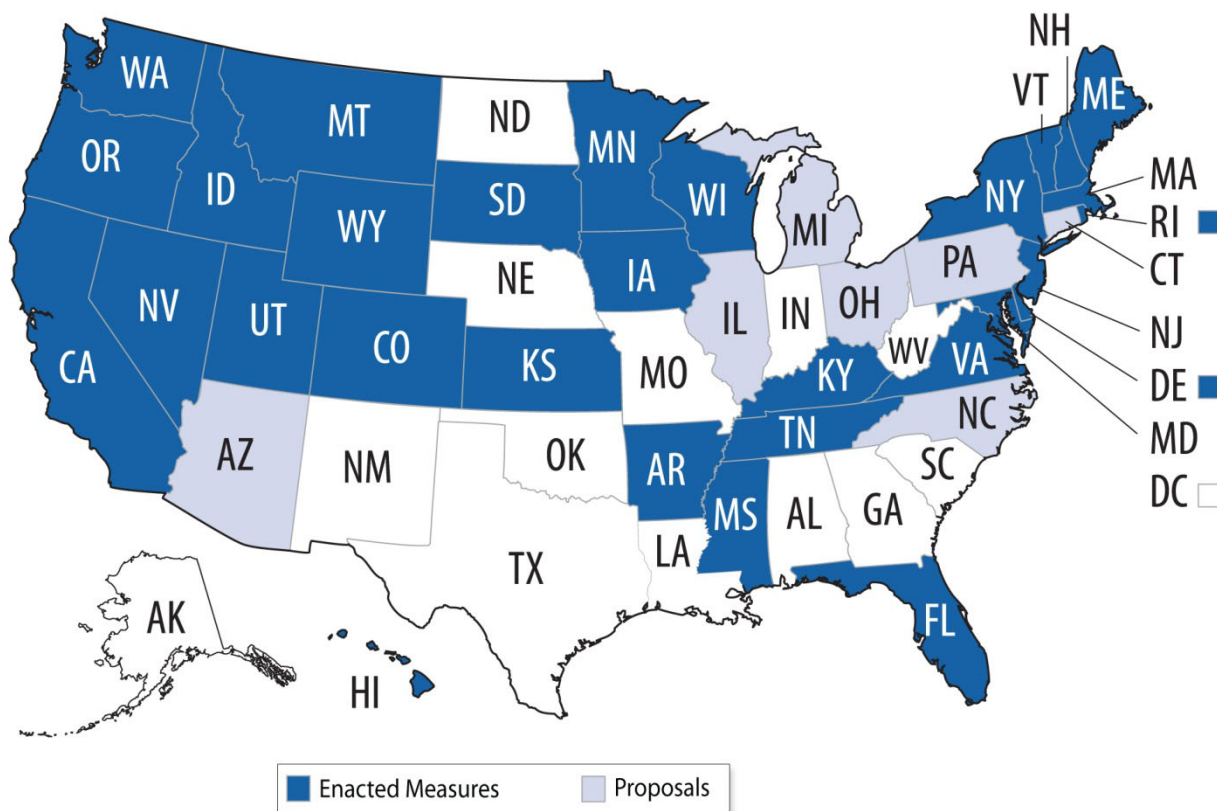 NH
VT
ME
WA
MT
ND
MN
OR
ID
SD
WI
NY
MA
WY
MI
RI
IA
PA
CT
NE
NV
UT
IL
IN
OH
NJ
CO
WV
CA
KS
MO
KY
VA
DE
NC
TN
MD
AZ
NM
OK
AR
SC
DC
MS
AL
GA
TX
LA
AK
FL
HI
Enacted Measures
Proposals